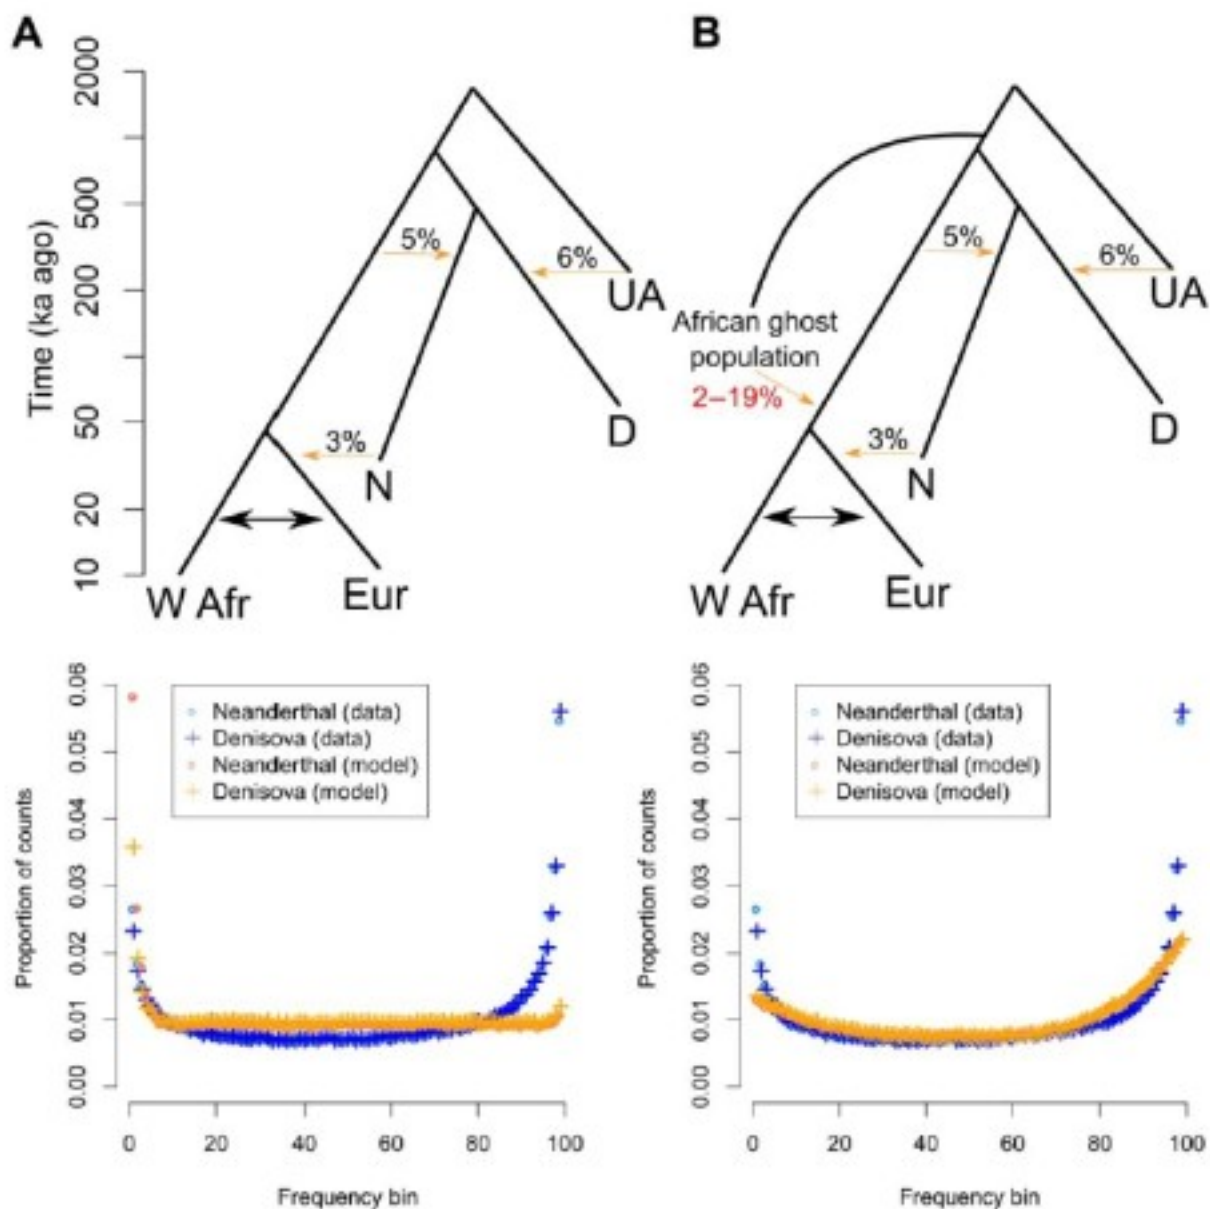 A
Time (ka ago)
2000
500
200
50
20
10
5%
6%
UA
D
3%
N
W Afr
Eur
B
African ghost
population
2–19%
5%
6%
UA
D
3%
N
W Afr
Eur
Proportion of counts
0.06
0.05
0.04
0.03
0.02
0.01
0.00
Neanderthal (data)
Denisova (data)
Neanderthal (model)
Denisova (model)
0 20 40 60 80 100
Frequency bin
Proportion of counts
0.06
0.05
0.04
0.03
0.02
0.01
0.00
Neanderthal (data)
Denisova (data)
Neanderthal (model)
Denisova (model)
0 20 40 60 80 100
Frequency bin